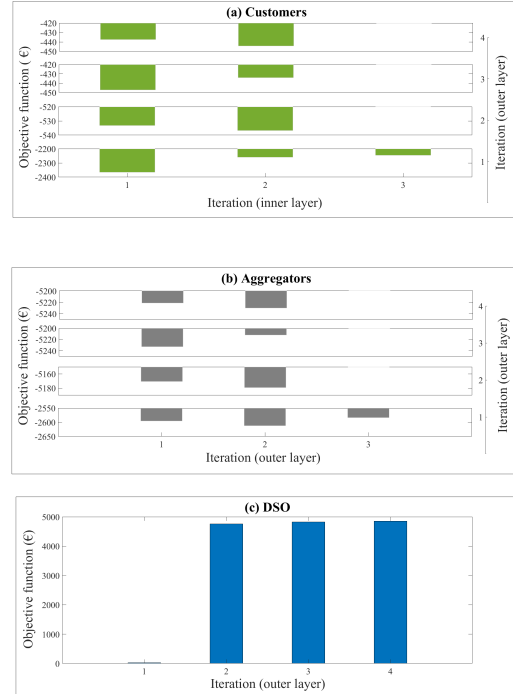 (a) Customers
Objective function (€)
-420
-430
-440
-450
-420
-430
-440
-450
-520
-530
-540
-2200
-2300
-2400
1 2 3
Iteration (inner layer)
4
3
2
1
Iteration (outer layer)
(b) Aggregators
Objective function (€)
-5200
-5220
-5240
-5200
-5220
-5240
-5160
-5180
-2550
-2600
-2650
1 2 3
Iteration (outer layer)
4
3
2
1
Iteration (outer layer)
(c) DSO
Objective function (€)
5000
4000
3000
2000
1000
0
1 2 3 4
Iteration (outer layer)